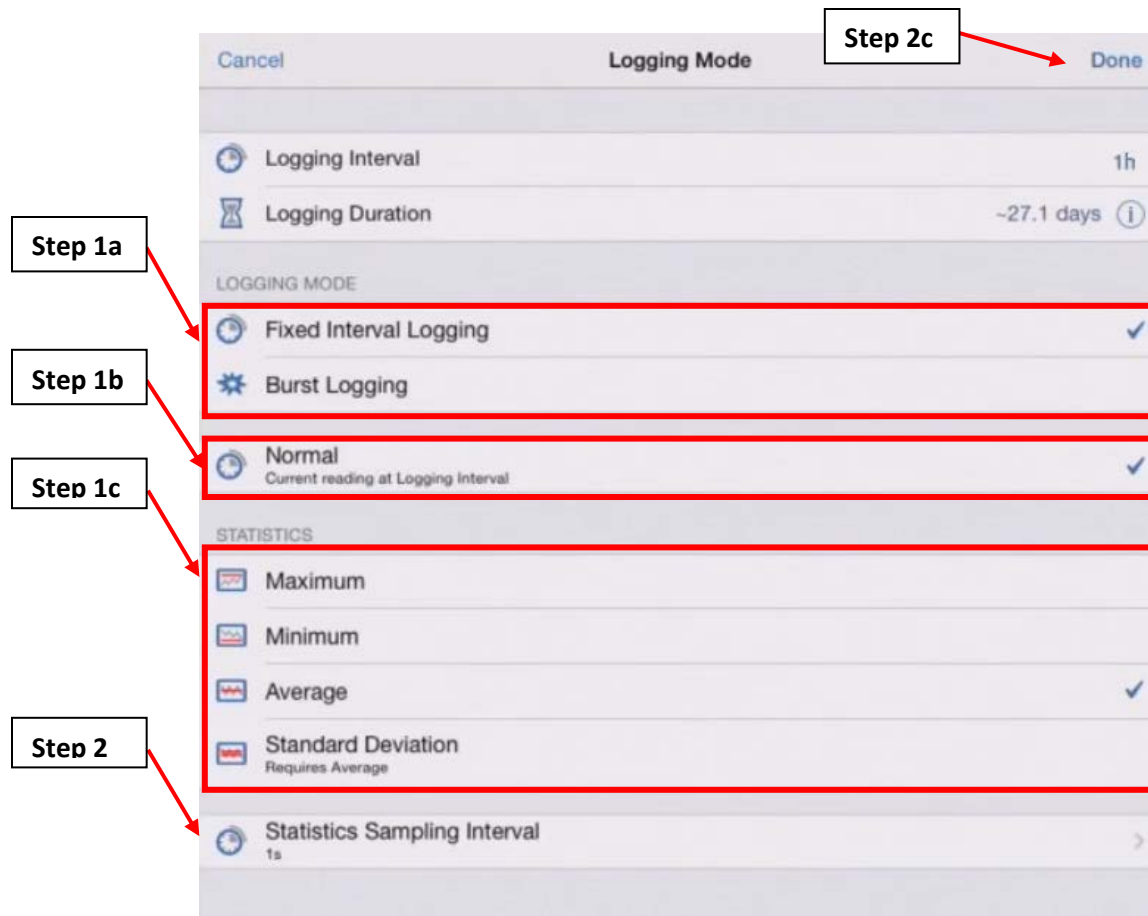 Step 2c
Cancel
Logging Mode
Done
Logging Interval
1h
Logging Duration
~27.1 days
Step 1a
LOGGING MODE
Fixed Interval Logging
Step 1b
Burst Logging
Normal
Current reading at Logging Interval
Step 1c
STATISTICS
Maximum
Minimum
Average
Step 2
Standard Deviation
Requires Average
Statistics Sampling Interval
1s